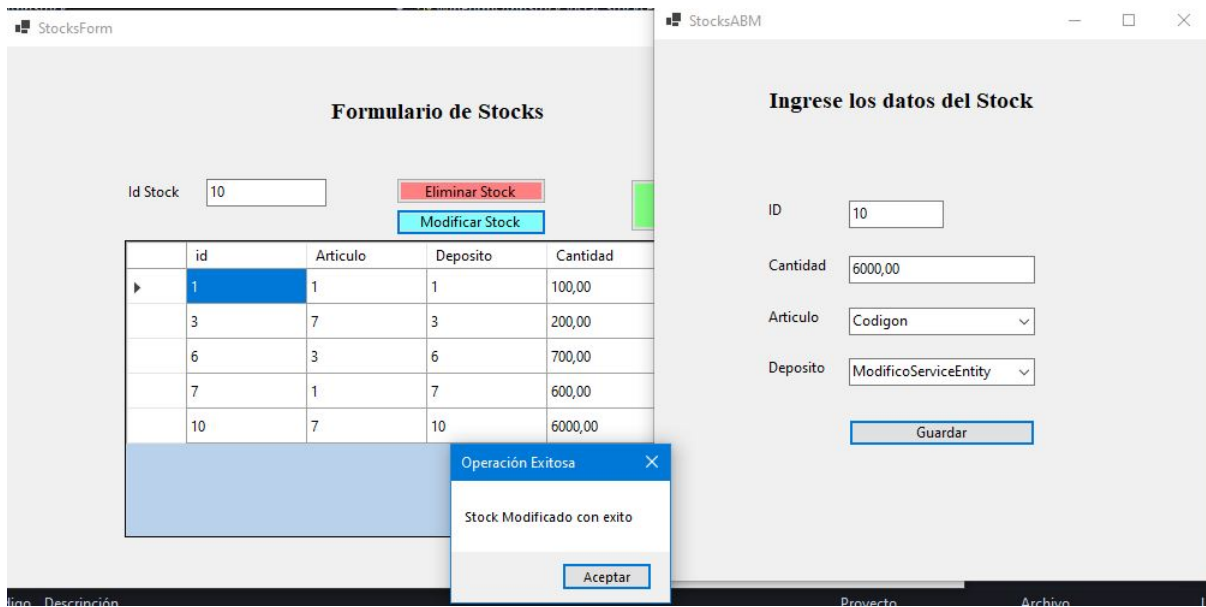 StocksForm
Formulario de Stocks
Id Stock 10
Eliminar Stock
Modificar Stock
id Articulo Deposito Cantidad
1 1 1 100,00
3 7 3 200,00
6 3 6 700,00
7 1 7 600,00
10 7 10 6000,00
StocksABM
Ingrese los datos del Stock
ID 10
Cantidad 6000,00
Articulo Codigon
Deposito ModificoServiceEntity
Guardar
Operación Exitosa
Stock Modificado con exito
Aceptar
Descripción Proyecto Archivo